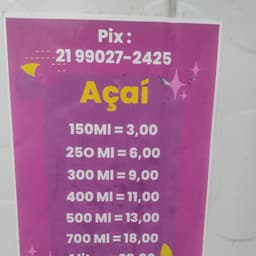 Pix :
21 99027-2425
Açaí
150Ml = 3,00
250 Ml = 6,00
300 Ml = 9,00
400 Ml = 11,00
500 Ml = 13,00
700 Ml = 18,00